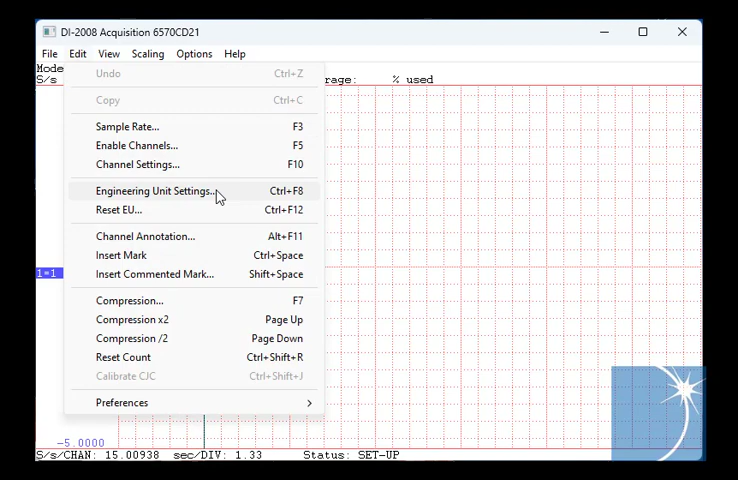 DI-2008 Acquisition 6570CD21
File Edit View Scaling Options Help
Mode
S/s rage: % used
Undo Ctrl+Z
Copy Ctrl+C
Sample Rate... F3
Enable Channels... F5
Channel Settings... F10
Engineering Unit Settings... Ctrl+F8
Reset EU... Ctrl+F12
Channel Annotation... Alt+F11
Insert Mark Ctrl+Space
1=1 Insert Commented Mark... Shift+Space
Compression... F7
Compression x2 Page Up
Compression /2 Page Down
Reset Count Ctrl+Shift+R
Calibrate CJC Ctrl+Shift+J
Preferences
-5.0000
S/s/CHAN: 15.00938 sec/DIV: 1.33 Status: SET-UP